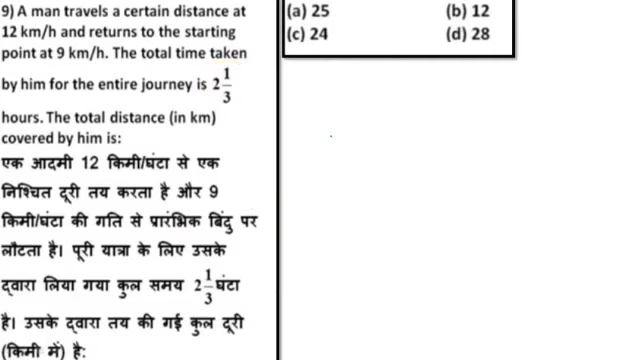 9) A man travels a certain distance at
12 km/h and returns to the starting
point at 9 km/h. The total time taken
by him for the entire journey is 2 1/3
hours. The total distance (in km)
covered by him is:
एक आदमी 12 किमी/घंटा से एक
निश्चित दूरी तय करता है और 9
किमी/घंटा की गति से प्रारंभिक बिंदु पर
लौटता है। पूरी यात्रा के लिए उसके
द्वारा लिया गया कुल समय 2 1/3 घंटा
है। उसके द्वारा तय की गई कुल दूरी
(किमी में) है:
(a) 25 (b) 12
(c) 24 (d) 28